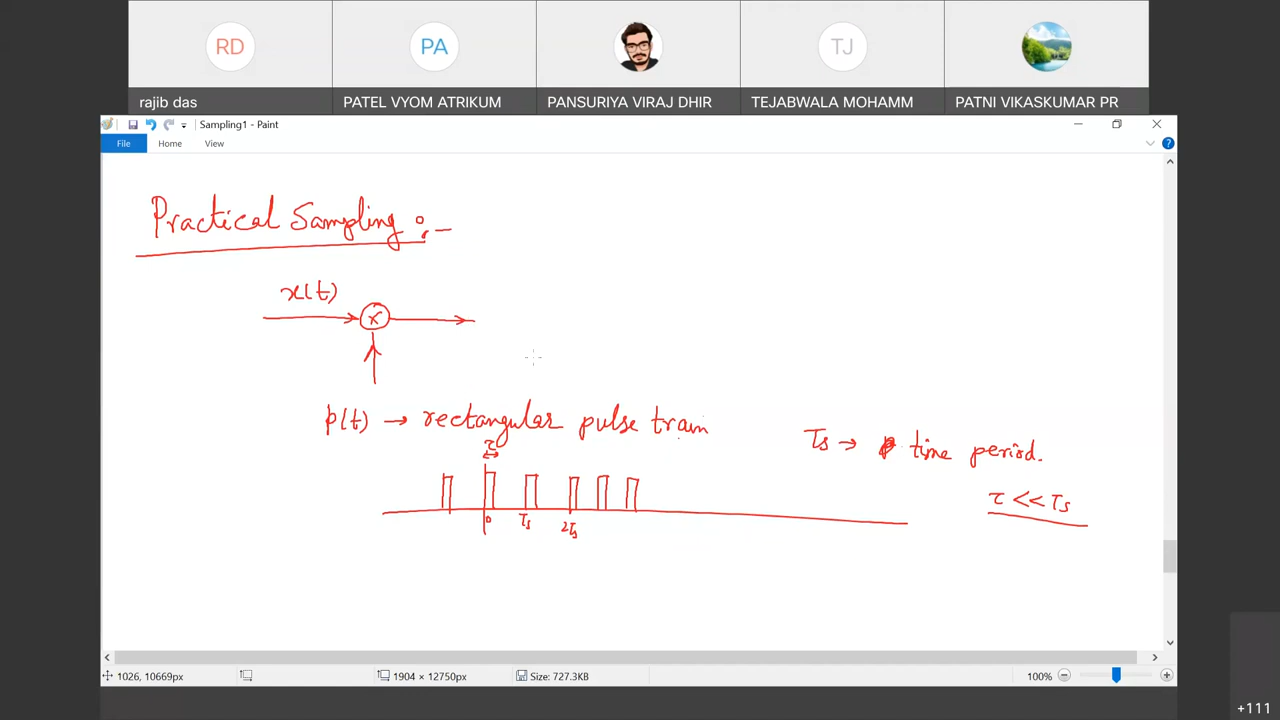 RD
PA
TJ
rajib das
PATEL VYOM ATRIKUM
PANSURIYA VIRAJ DHIR
TEJABWALA MOHAMM
PATNI VIKASKUMAR PR
Sampling1 - Paint
File Home View
Practical Sampling :-
x(t)
x
p(t) → rectangular pulse train
τ
Ts → time period.
τ << Ts
0 Ts 2Ts
1026, 10669px
1904 × 12750px
Size: 727.3KB
100%
+111